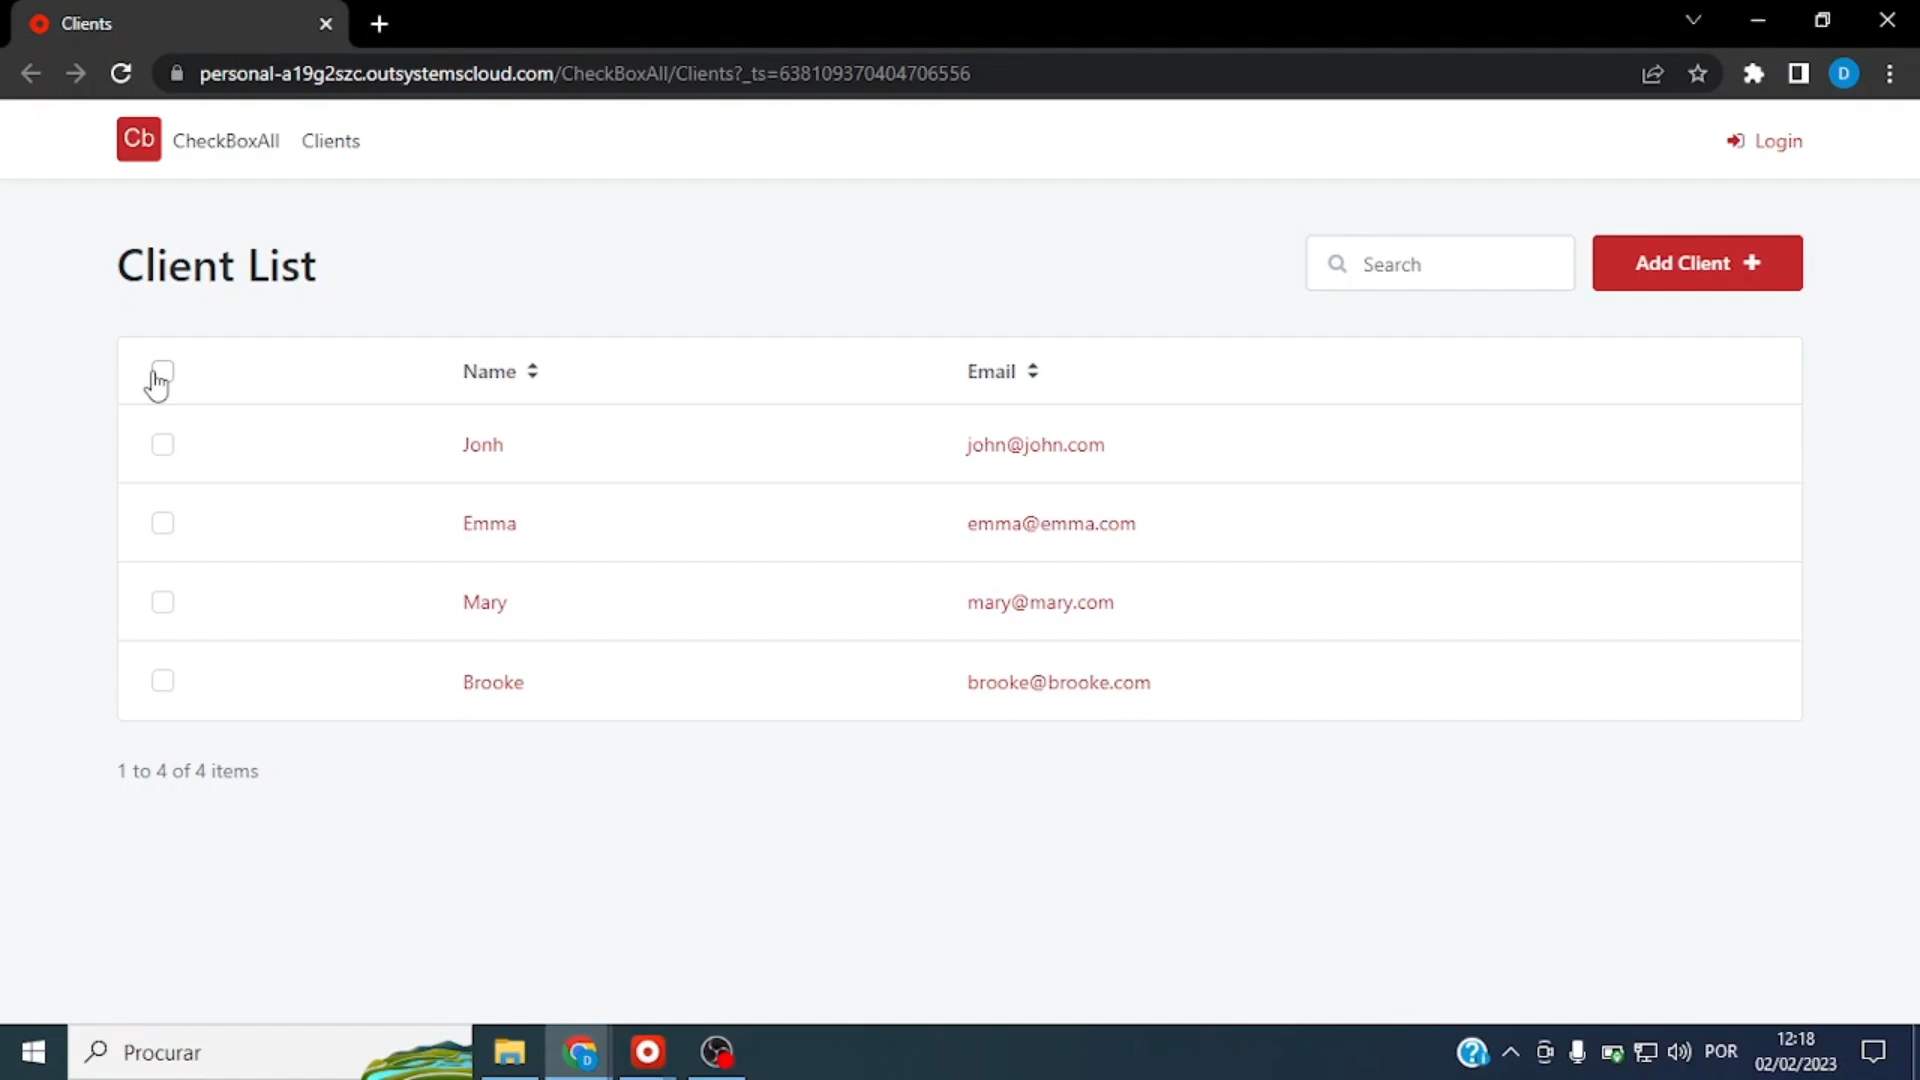 Clients
personal-a19g2szc.outsystemscloud.com/CheckBoxAll/Clients?_ts=638109370404706556
D
Cb CheckBoxAll Clients
Login
Client List
Search
Add Client
Name Email
Jonh john@john.com
Emma emma@emma.com
Mary mary@mary.com
Brooke brooke@brooke.com
1 to 4 of 4 items
Procurar
D
POR
12:18
02/02/2023